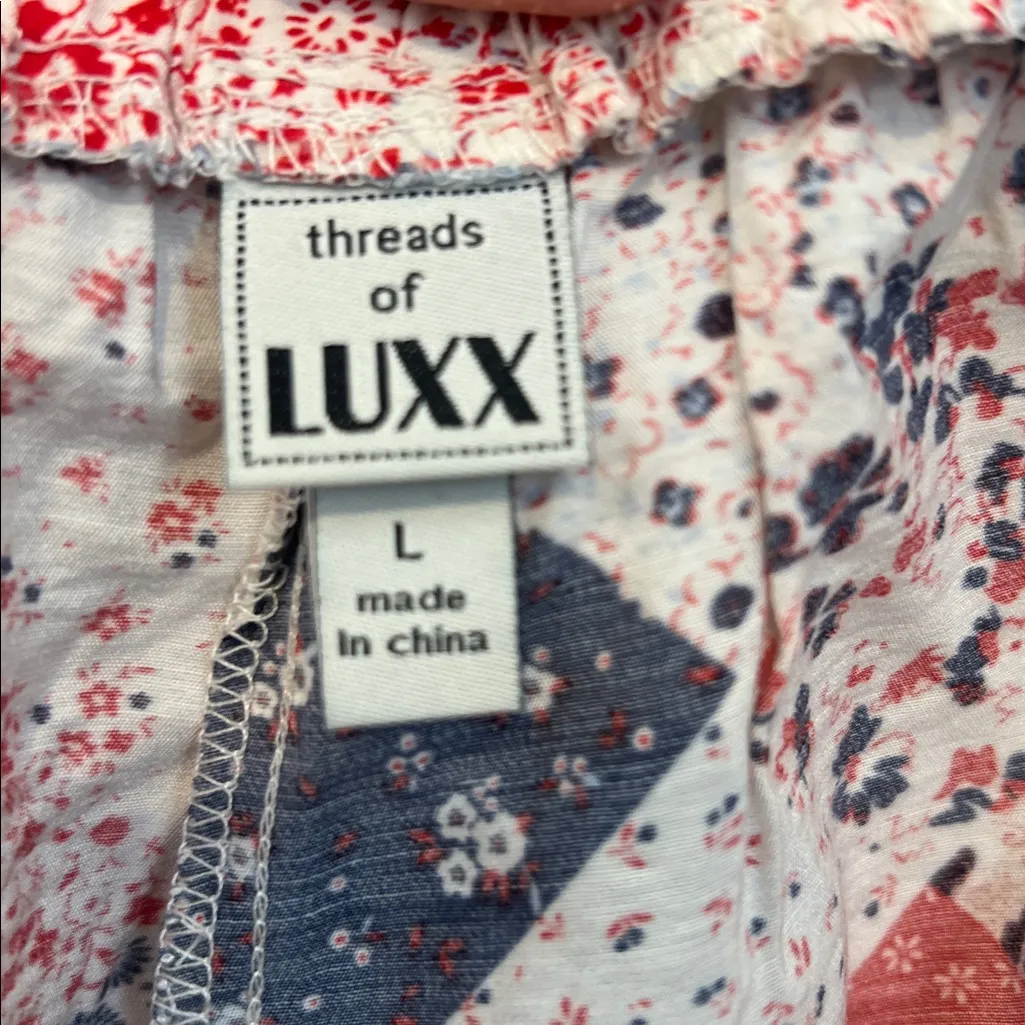 threads
of
LUXX
L
made
In china